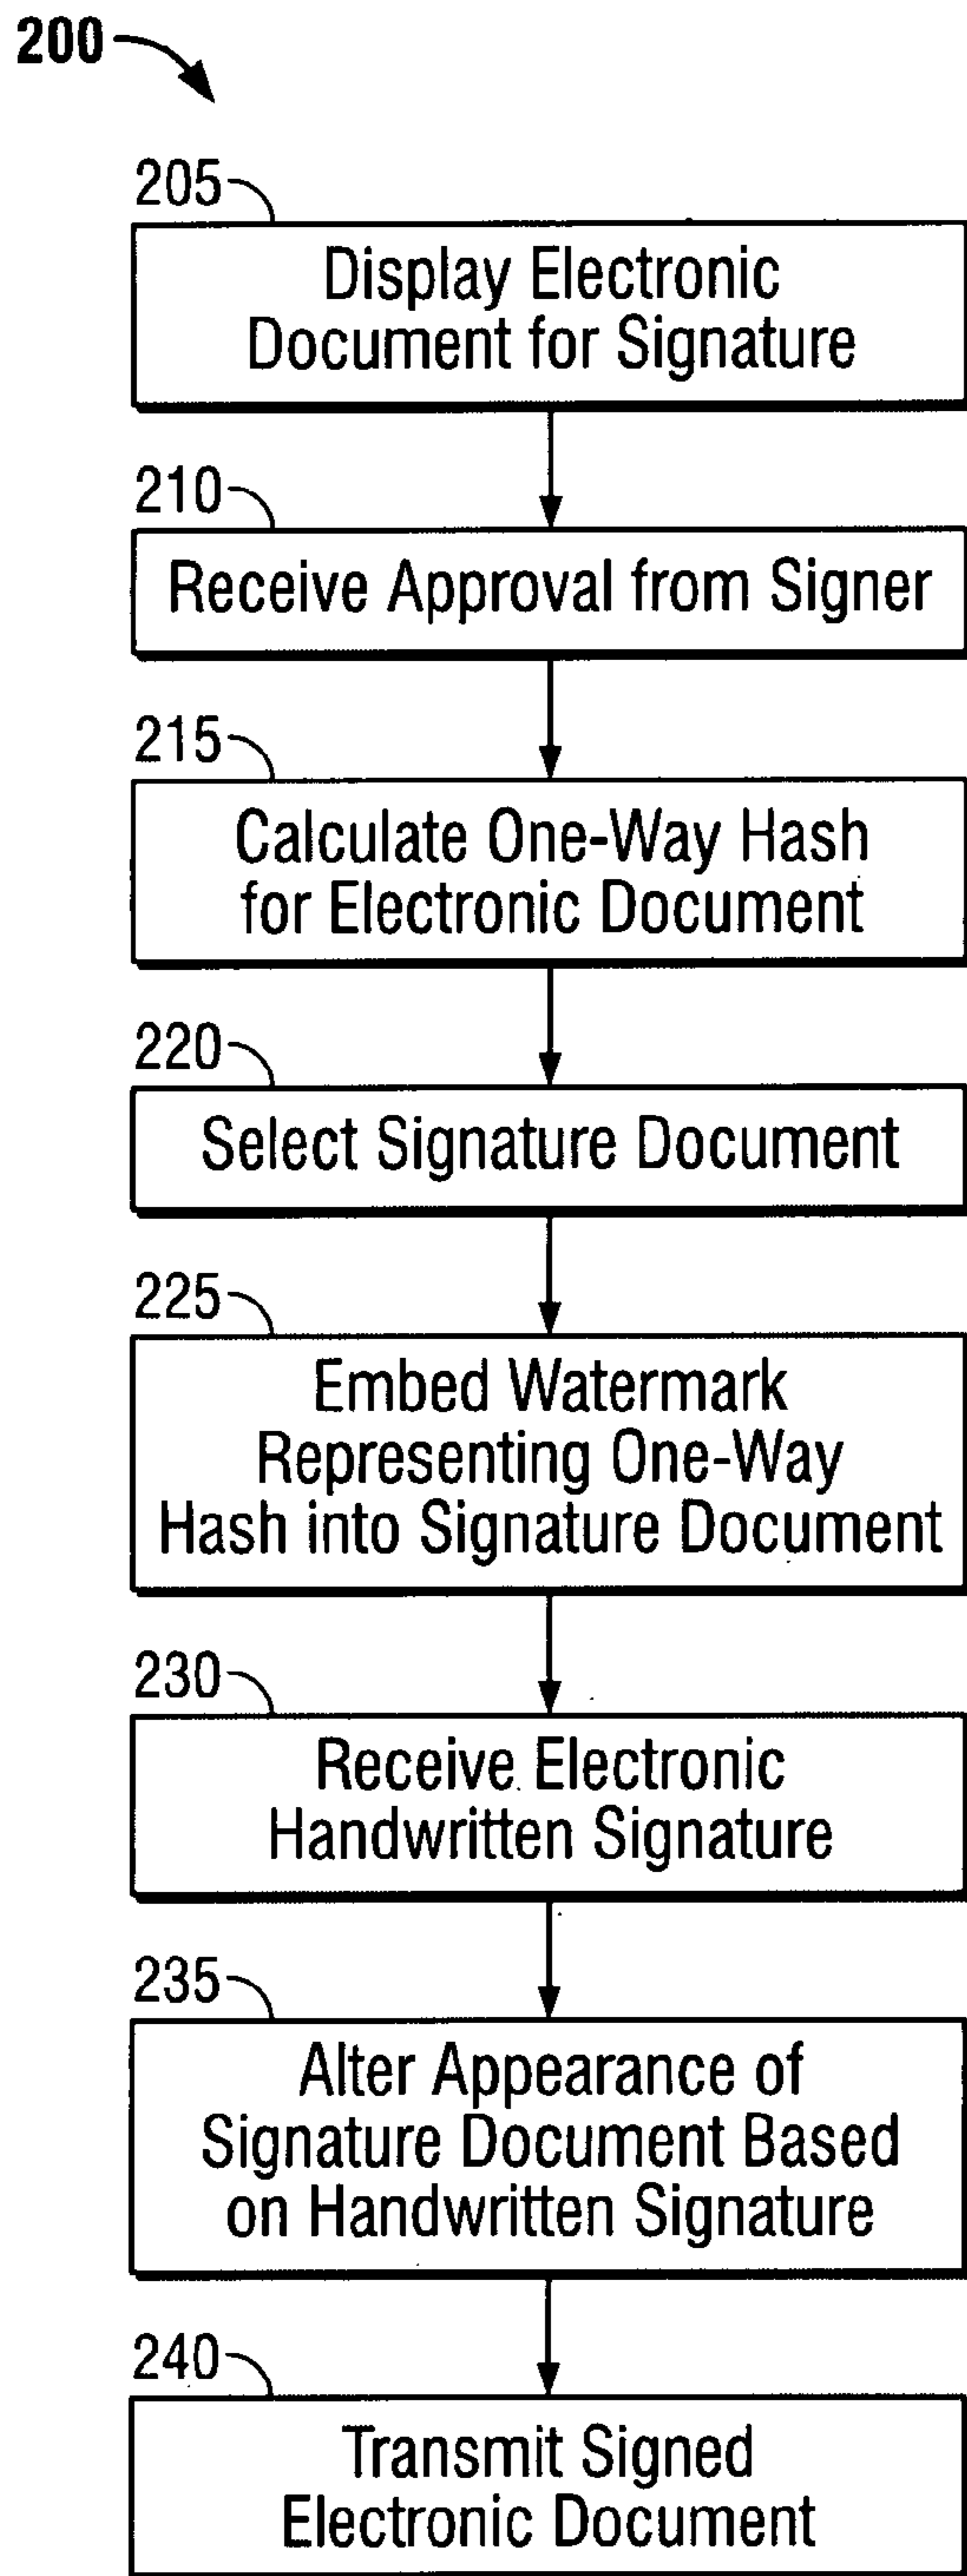 200
205
Display Electronic
Document for Signature
210
Receive Approval from Signer
215
Calculate One-Way Hash
for Electronic Document
220
Select Signature Document
225
Embed Watermark
Representing One-Way
Hash into Signature Document
230
Receive Electronic
Handwritten Signature
235
Alter Appearance of
Signature Document Based
on Handwritten Signature
240
Transmit Signed
Electronic Document